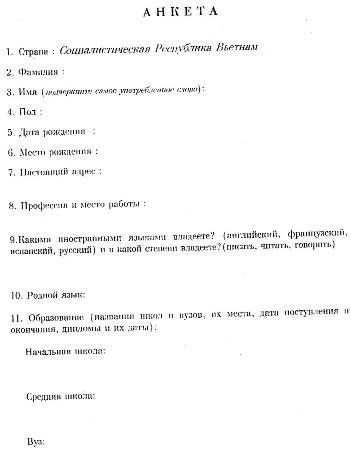 АНКЕТА
1. Страна : Социалистическая Республика Вьетнам
2. Фамилия :
3. Имя (подчеркните самое употребленное слово):
4. Пол :
5. Дата рождения :
6. Место рождения :
7. Настоящий адрес :
8. Профессия и место работы :
9.Какими иностранными языками владеете? (английский, французский,
испанский, русский) и в какой степени владеете?(писать, читать, говорить)
10. Родной язык:
11. Образование (названия школ и вузов, их места, дата поступления и
окончания, дипломы и их даты):
Начальная школа:
Средняя школа:
Вуз: